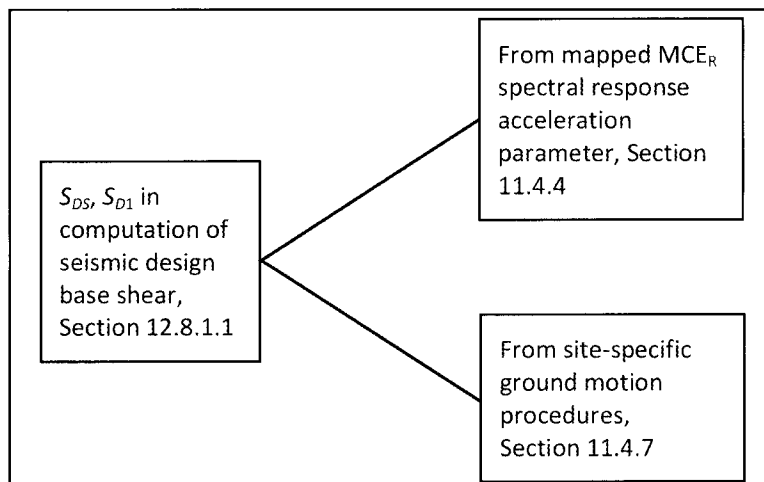 S_DS, S_D1 in
computation of
seismic design
base shear,
Section 12.8.1.1
From mapped MCE_R
spectral response
acceleration
parameter, Section
11.4.4
From site-specific
ground motion
procedures,
Section 11.4.7